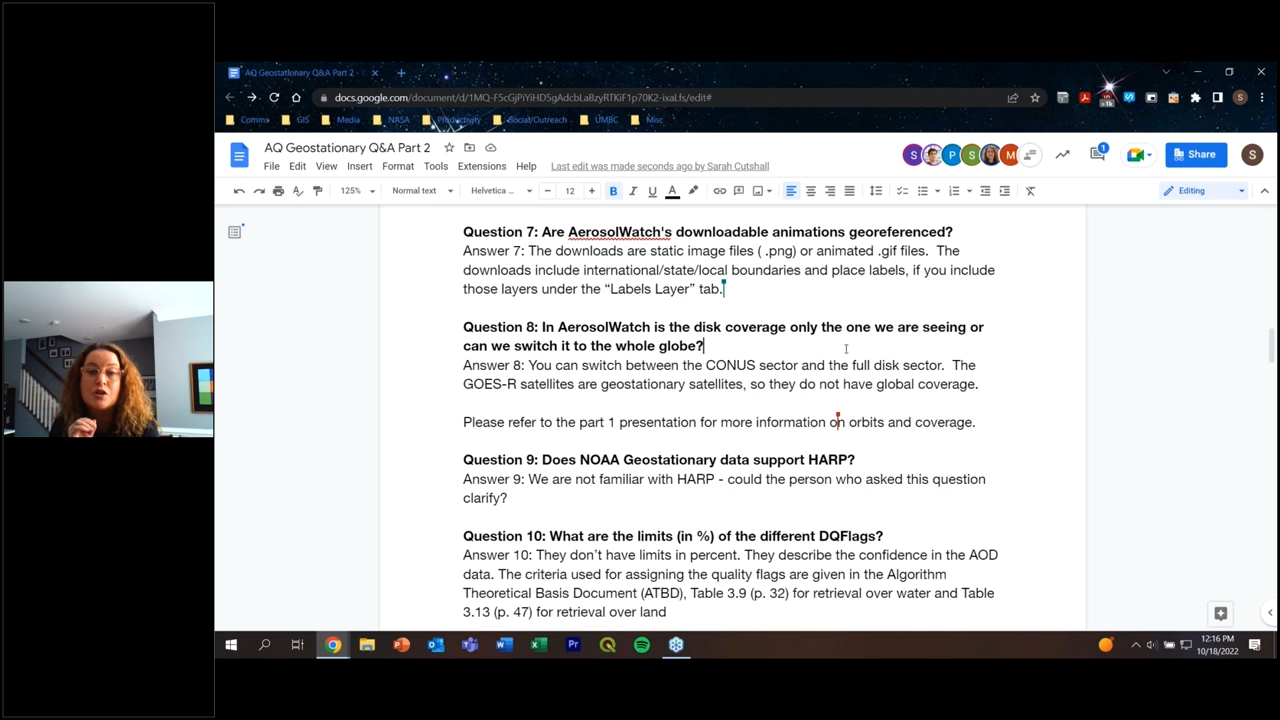 AQ Geostationary Q&A Part 2 -
docs.google.com/document/d/1MQ-F5cGjPiYiHD5gAdcbLaBzyRTKiF1p70K2-ixaLfs/edit#
Comms GIS Media NASA Productivity Social/Outreach UMBC Misc
AQ Geostationary Q&A Part 2
File Edit View Insert Format Tools Extensions Help Last edit was made seconds ago by Sarah Cutshall
S P S M 1 Share S
125% Normal text Helvetica ... 12 B I U A Editing
Question 7: Are AerosolWatch's downloadable animations georeferenced?
Answer 7: The downloads are static image files ( .png) or animated .gif files. The
downloads include international/state/local boundaries and place labels, if you include
those layers under the “Labels Layer” tab.
Question 8: In AerosolWatch is the disk coverage only the one we are seeing or
can we switch it to the whole globe?
Answer 8: You can switch between the CONUS sector and the full disk sector. The
GOES-R satellites are geostationary satellites, so they do not have global coverage.
Please refer to the part 1 presentation for more information on orbits and coverage.
Question 9: Does NOAA Geostationary data support HARP?
Answer 9: We are not familiar with HARP - could the person who asked this question
clarify?
Question 10: What are the limits (in %) of the different DQFlags?
Answer 10: They don’t have limits in percent. They describe the confidence in the AOD
data. The criteria used for assigning the quality flags are given in the Algorithm
Theoretical Basis Document (ATBD), Table 3.9 (p. 32) for retrieval over water and Table
3.13 (p. 47) for retrieval over land
12:16 PM
10/18/2022